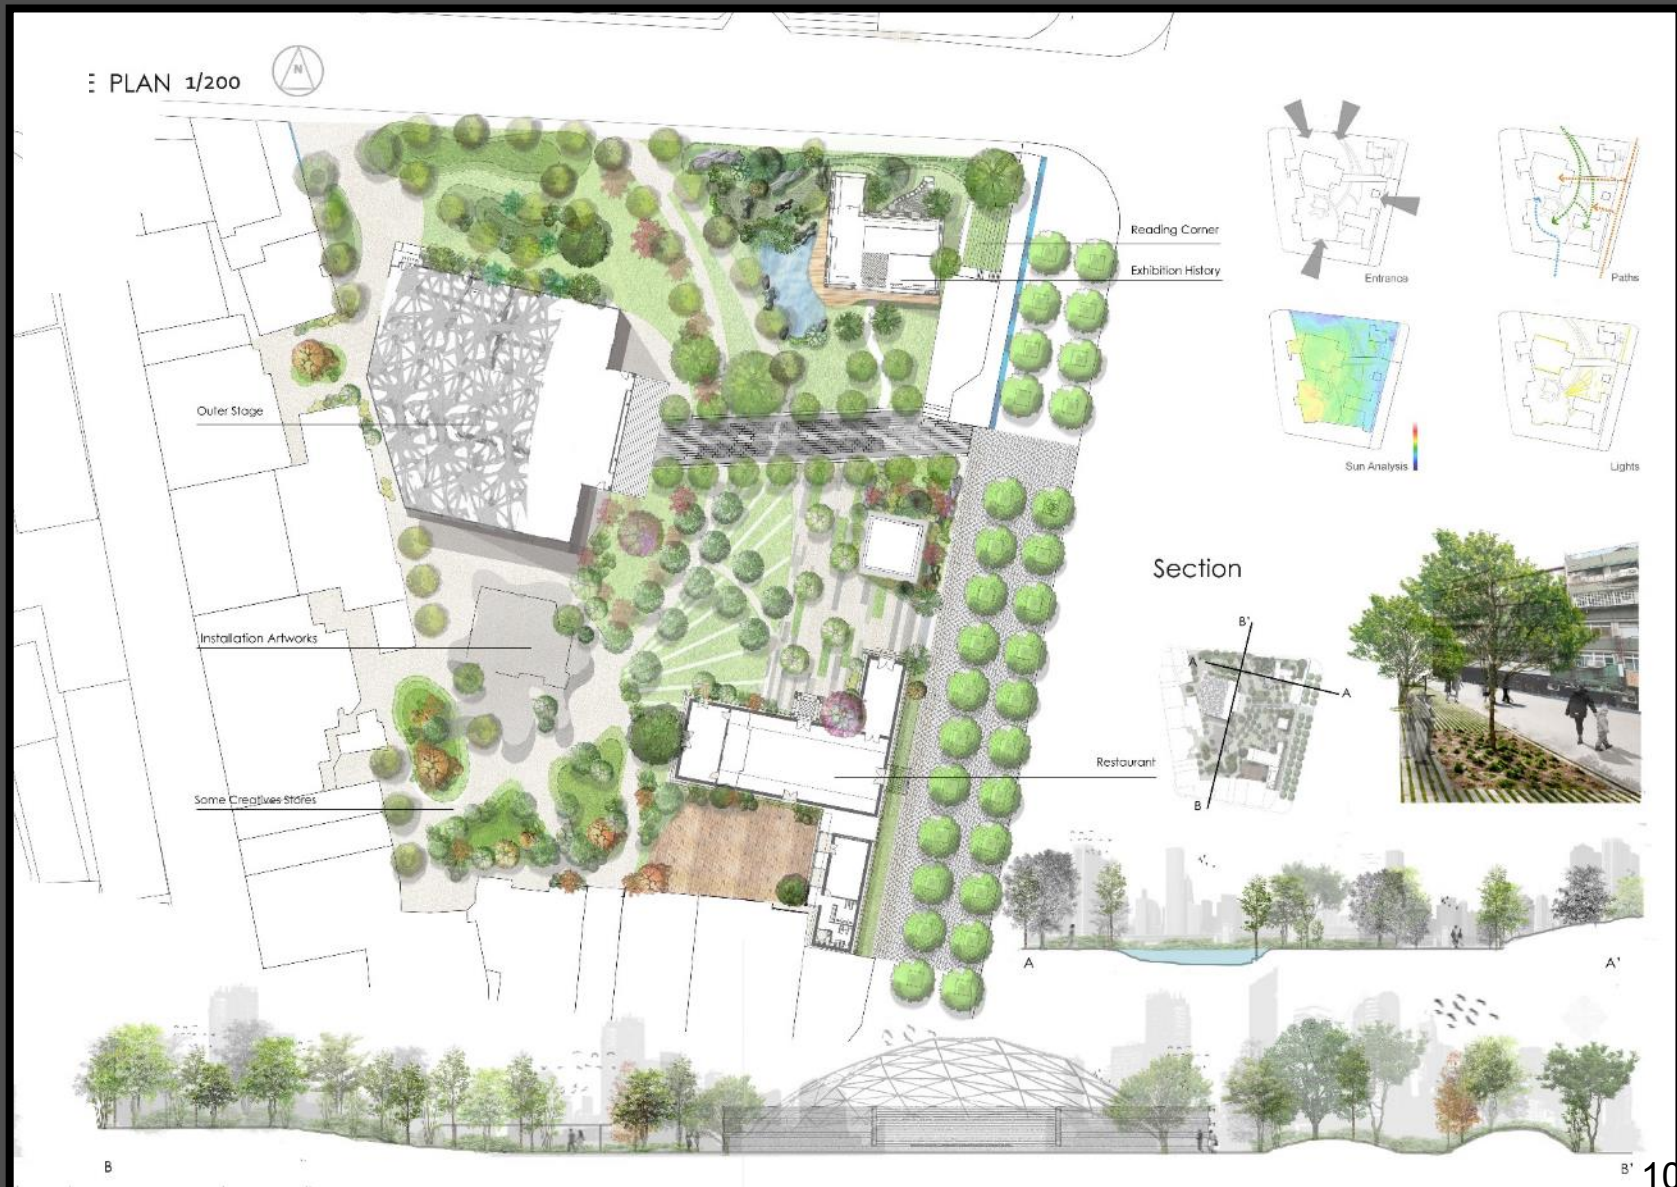 PLAN 1/200
N
Reading Corner
Exhibition History
Outer Stage
Installation Artworks
Some Creatives Stores
Restaurant
Entrance
Paths
Sun Analysis
Lights
Section
B'
A'
A
B
A
A'
B
B'
10